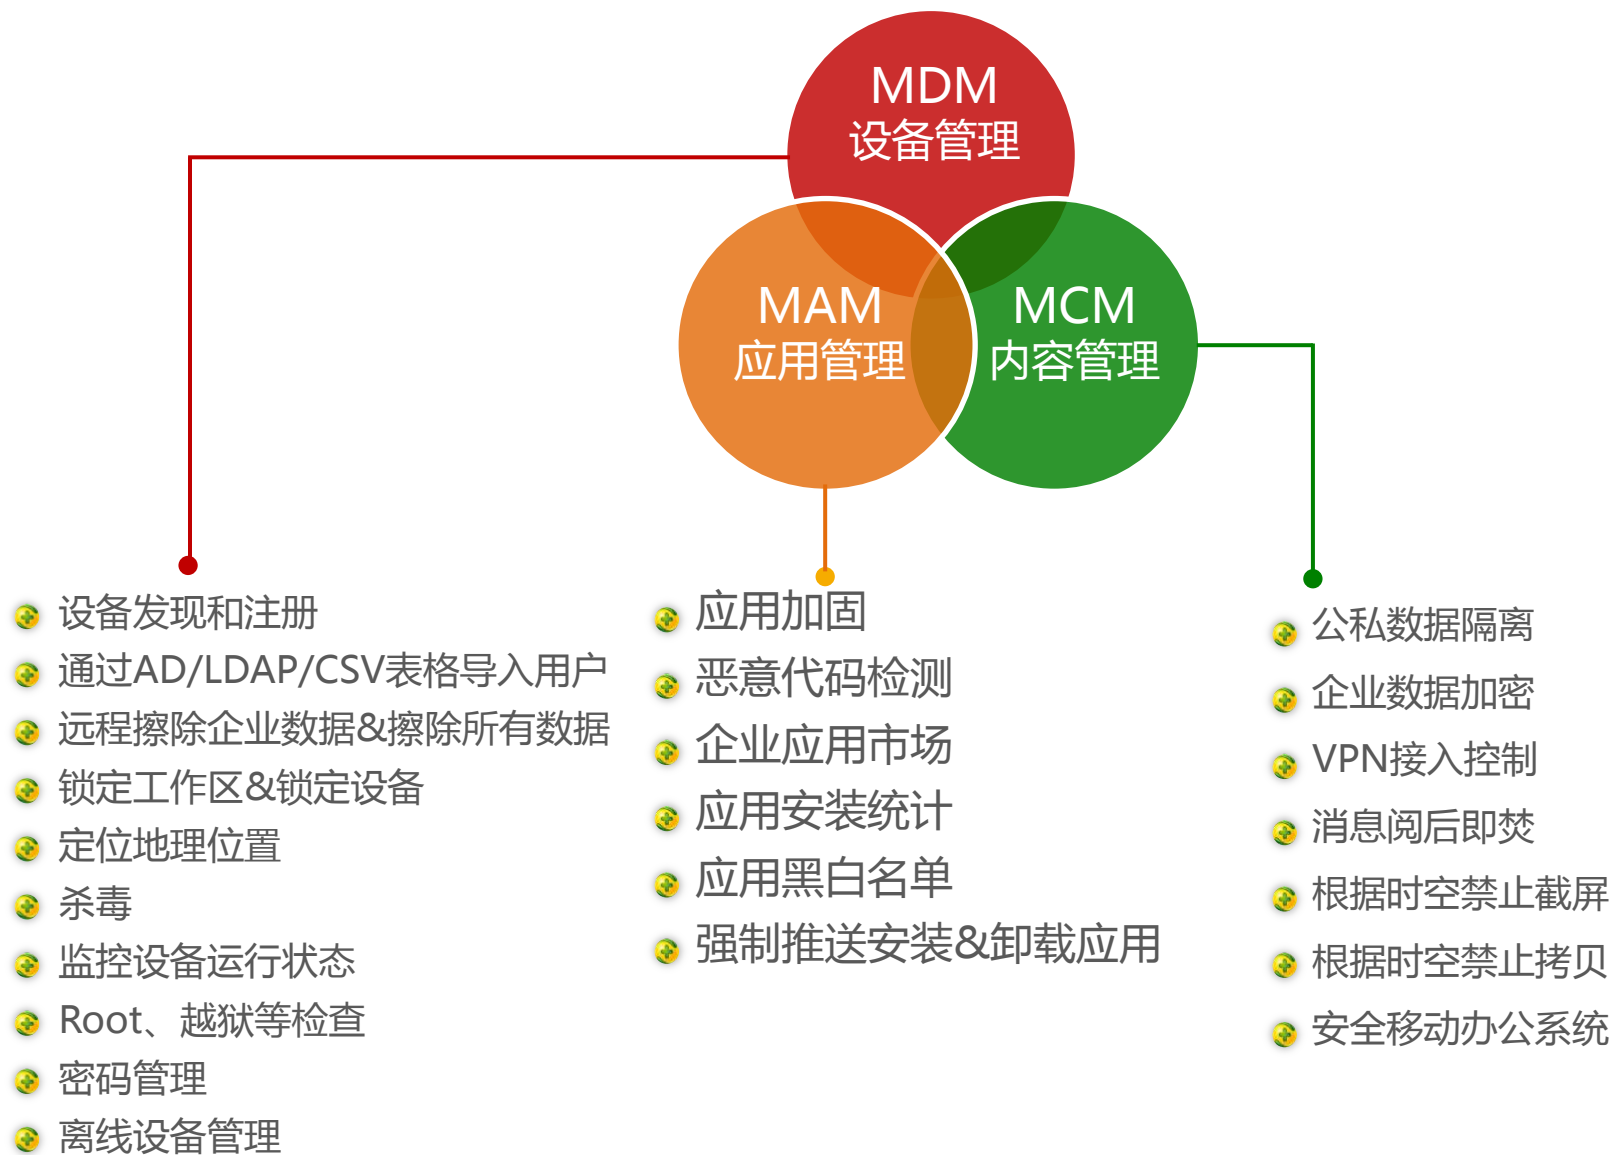 MDM
设备管理
MAM
应用管理
MCM
内容管理
设备发现和注册
通过AD/LDAP/CSV表格导入用户
远程擦除企业数据&擦除所有数据
锁定工作区&锁定设备
定位地理位置
杀毒
监控设备运行状态
Root、越狱等检查
密码管理
离线设备管理
应用加固
恶意代码检测
企业应用市场
应用安装统计
应用黑白名单
强制推送安装&卸载应用
公私数据隔离
企业数据加密
VPN接入控制
消息阅后即焚
根据时空禁止截屏
根据时空禁止拷贝
安全移动办公系统